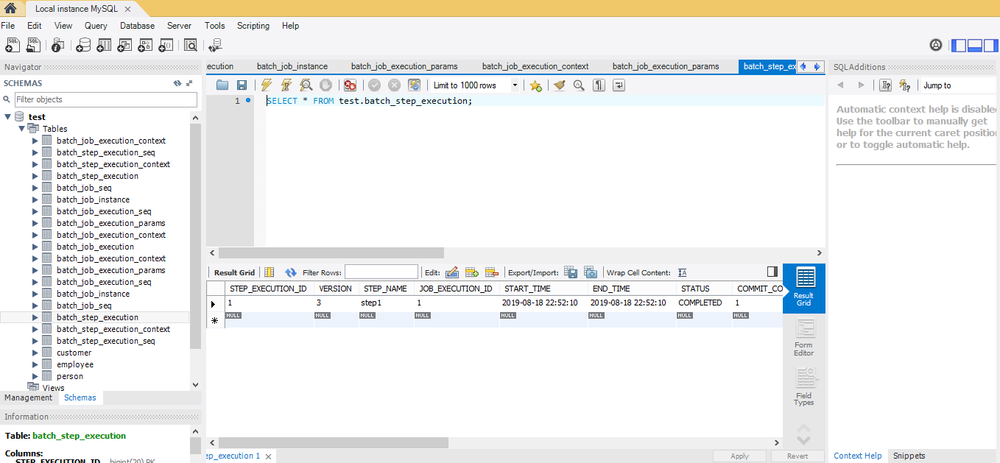 Local instance MySQL
File Edit View Query Database Server Tools Scripting Help
Navigator
SCHEMAS
Filter objects
test
Tables
batch_job_execution_context
batch_step_execution_seq
batch_step_execution_context
batch_step_execution
batch_job_seq
batch_job_instance
batch_job_execution_seq
batch_job_execution_params
batch_job_execution_context
batch_job_execution
batch_job_execution_context
batch_job_execution_params
batch_job_execution_seq
batch_job_instance
batch_job_seq
batch_step_execution
batch_step_execution_context
batch_step_execution_seq
customer
employee
person
Views
Management Schemas
Information
Table: batch_step_execution
Columns:
STEP_EXECUTION_ID bigint(20) PK
ecution batch_job_instance batch_job_execution_params batch_job_execution_context batch_job_execution_params batch_step_ex
Limit to 1000 rows
1 SELECT * FROM test.batch_step_execution;
Result Grid Filter Rows: Edit: Export/Import: Wrap Cell Content:
STEP_EXECUTION_ID VERSION STEP_NAME JOB_EXECUTION_ID START_TIME END_TIME STATUS COMMIT_CO
1 3 step1 1 2019-08-18 22:52:10 2019-08-18 22:52:10 COMPLETED 1
NULL NULL NULL NULL NULL NULL NULL NULL
Result
Grid
Form
Editor
Field
Types
ep_execution 1 Apply Revert
SQLAdditions
Jump to
Automatic context help is disable
Use the toolbar to manually get
help for the current caret position
or to toggle automatic help.
Context Help Snippets